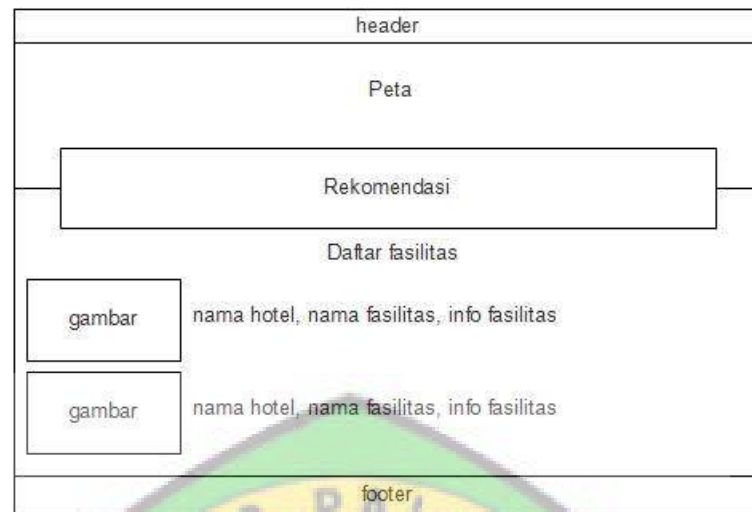 header
Peta
Rekomendasi
Daftar fasilitas
gambar
nama hotel, nama fasilitas, info fasilitas
gambar
nama hotel, nama fasilitas, info fasilitas
footer